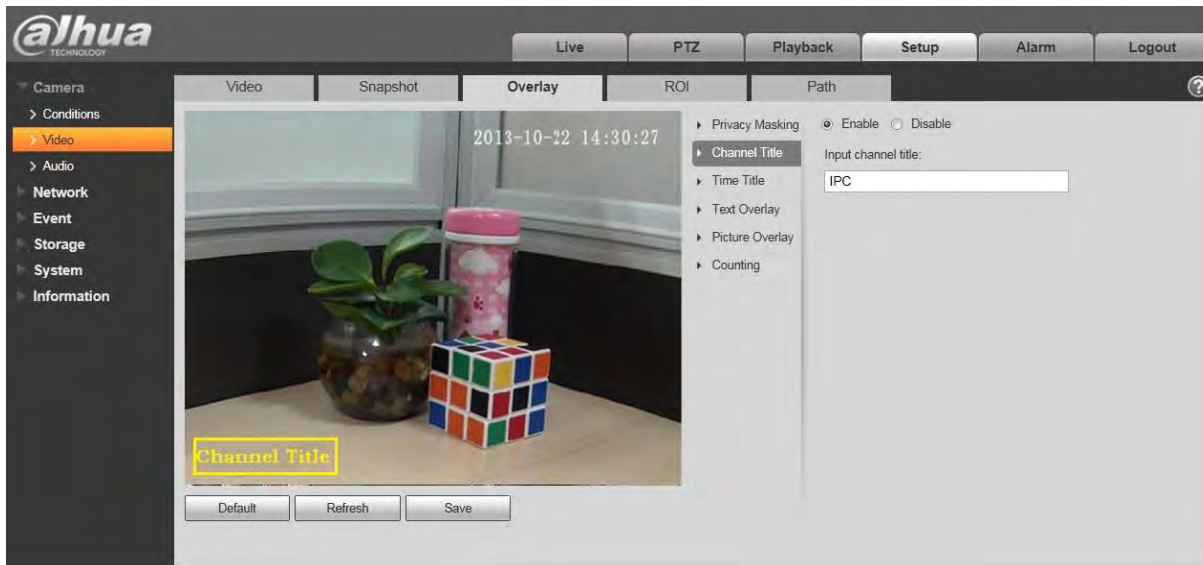 alhua
TECHNOLOGY
Live
PTZ
Playback
Setup
Alarm
Logout
Camera
Conditions
Video
Audio
Network
Event
Storage
System
Information
Video
Snapshot
Overlay
ROI
Path
?
2013-10-22 14:30:27
Channel Title
Privacy Masking
Channel Title
Time Title
Text Overlay
Picture Overlay
Counting
Enable
Disable
Input channel title:
IPC
Default
Refresh
Save